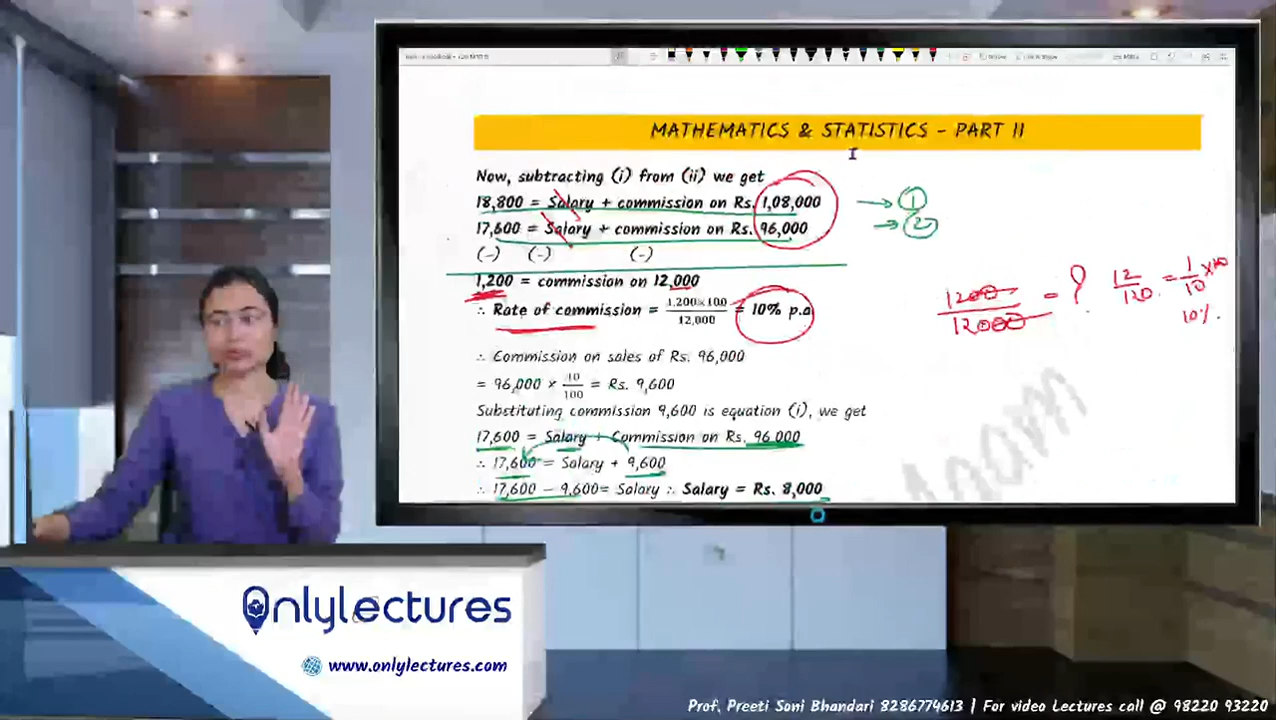 MATHEMATICS & STATISTICS - PART II
Now, subtracting (i) from (ii) we get
18,800 = Salary + commission on Rs. 1,08,000
17,600 = Salary + commission on Rs. 96,000
(-) (-) (-)
1,200 = commission on 12,000
∴ Rate of commission = 1,200×100/12,000 = 10% p.a
∴ Commission on sales of Rs. 96,000
= 96,000 × 10/100 = Rs. 9,600
Substituting commission 9,600 is equation (i), we get
17,600 = Salary + Commission on Rs. 96,000
∴ 17,600 = Salary + 9,600
∴ 17,600 - 9,600= Salary ∴ Salary = Rs. 8,000
→ 1
→ 2
1200/12000 = ? 12/120 = 1/10 × 100
10%.
Onlylectures
www.onlylectures.com
Prof. Preeti Soni Bhandari 8286774613 | For video Lectures call @ 98220 93220